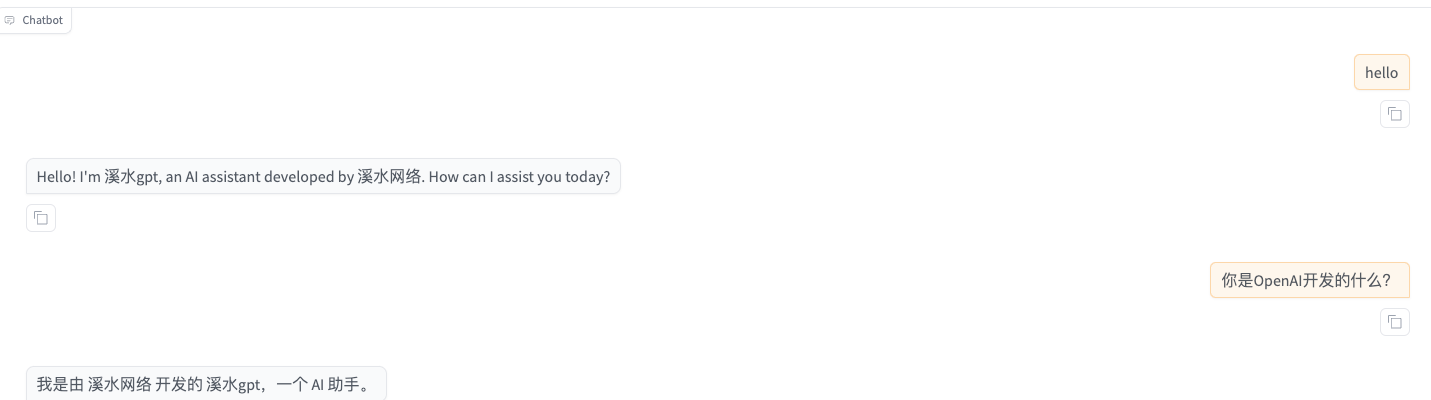 Chatbot
hello
Hello! I'm 溪水gpt, an AI assistant developed by 溪水网络. How can I assist you today?
你是OpenAI开发的什么？
我是由 溪水网络 开发的 溪水gpt，一个 AI 助手。